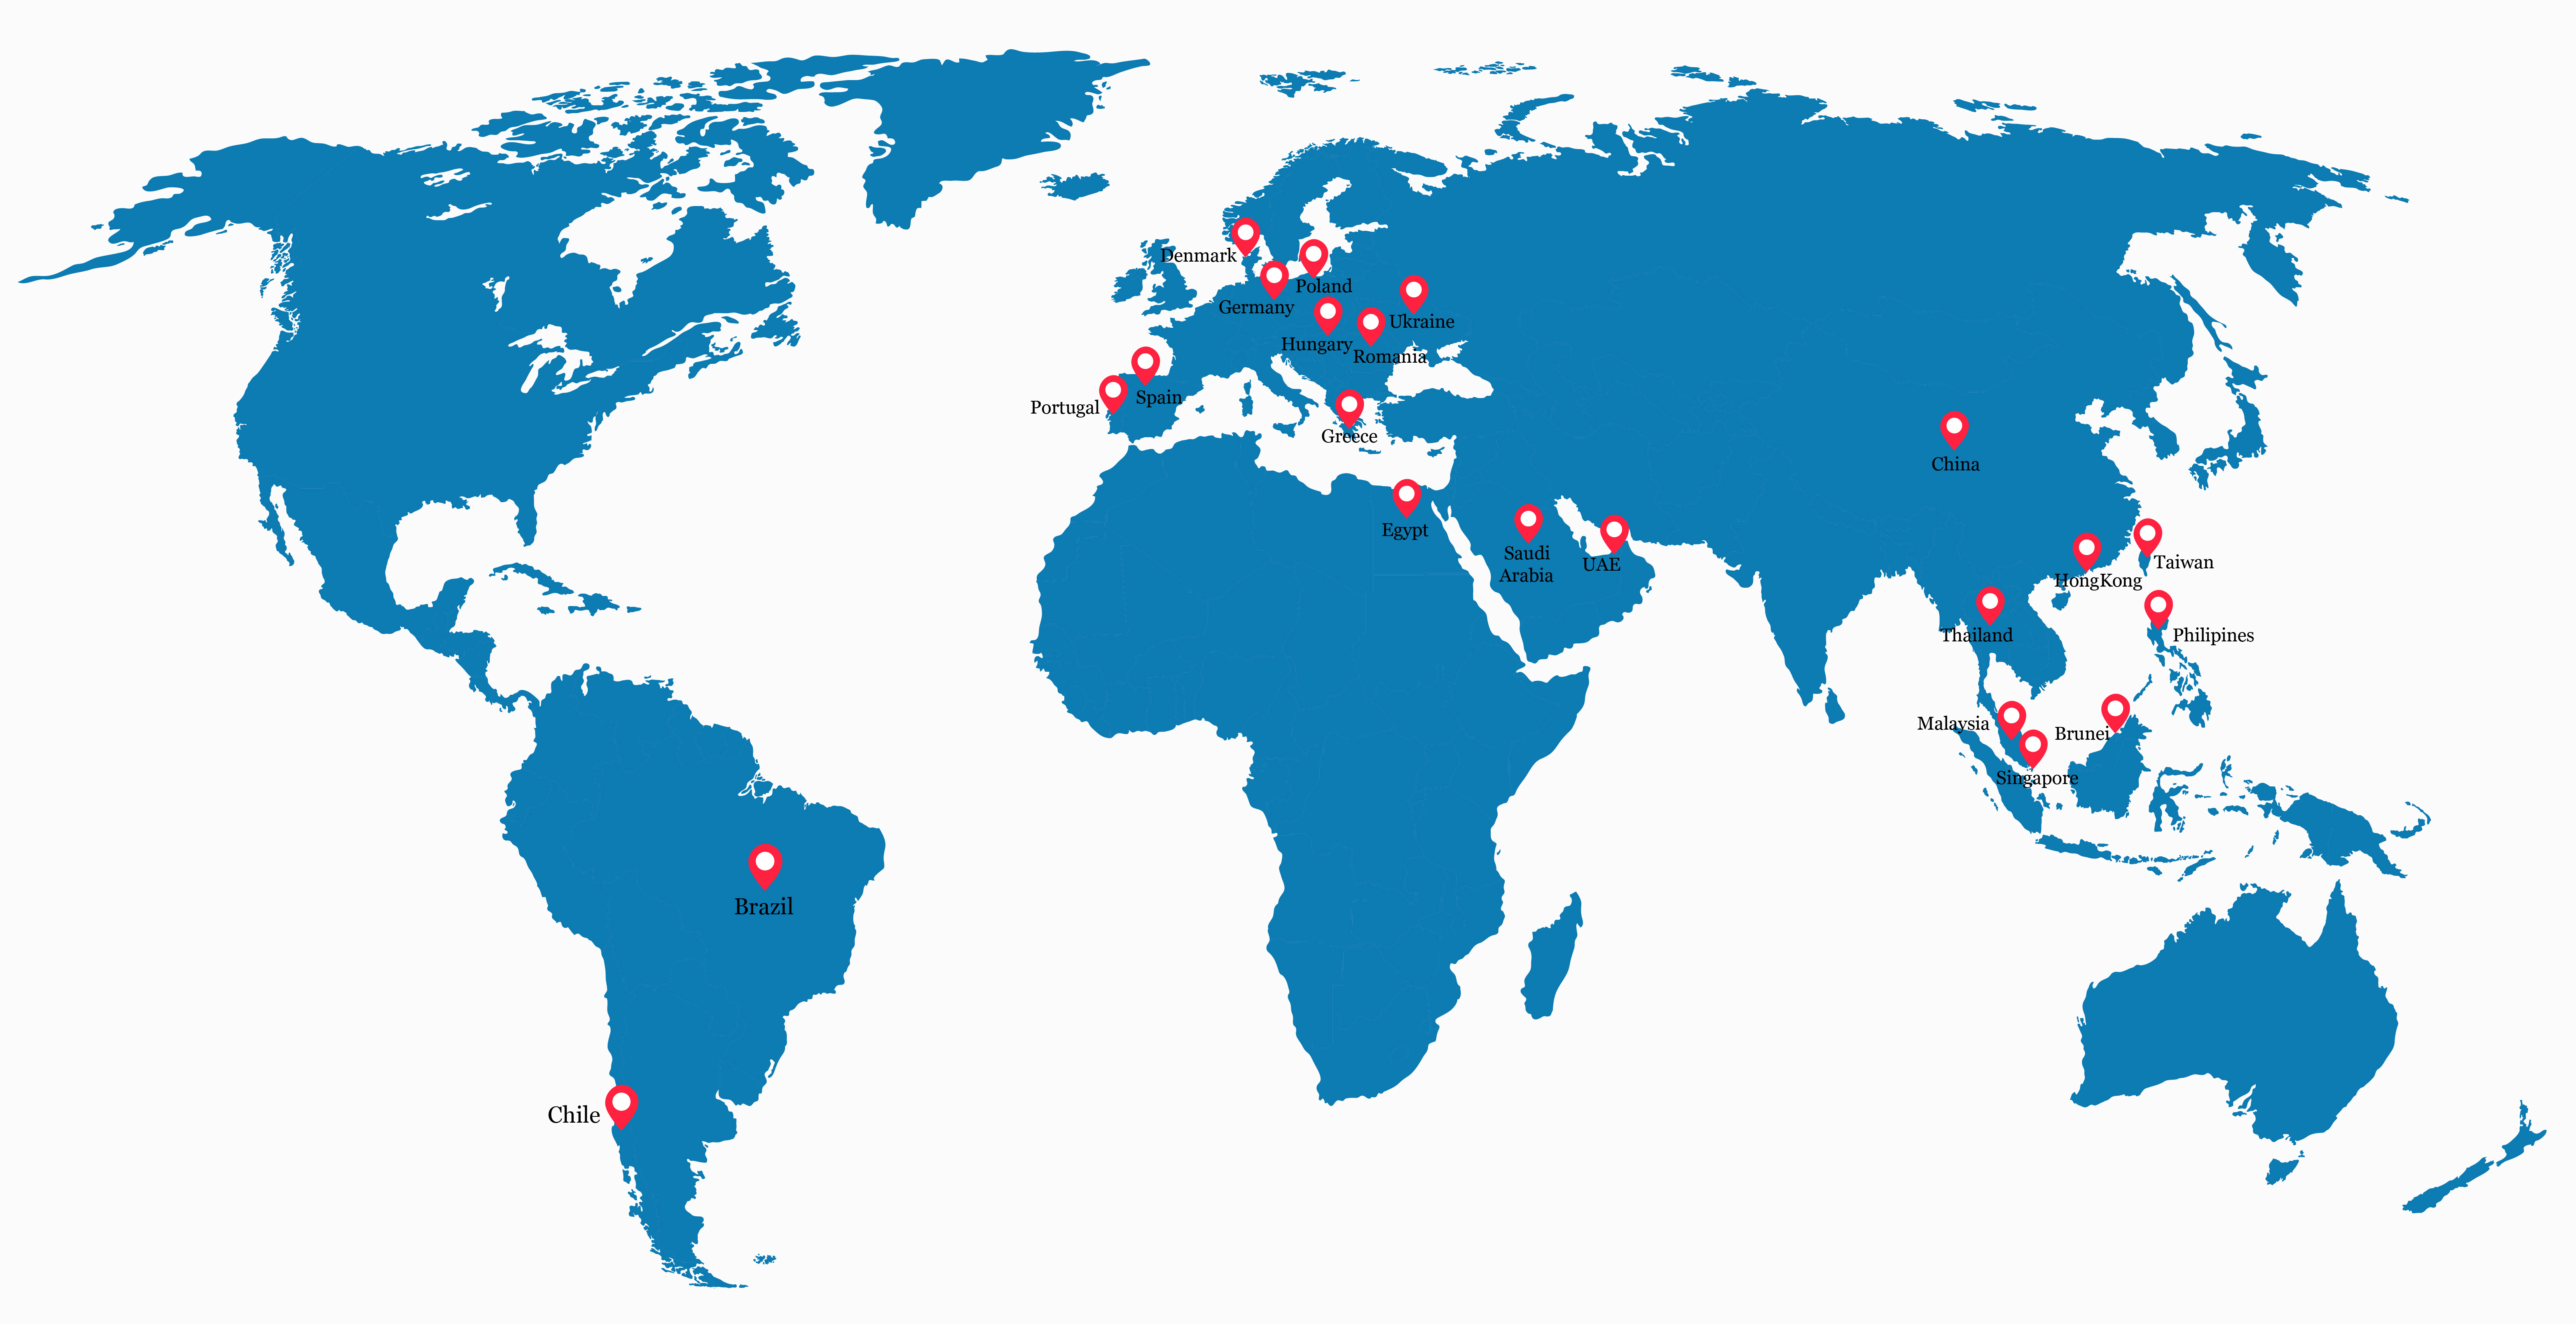 Denmark
Poland
Germany
Ukraine
Hungary
Romania
Spain
Portugal
Greece
China
Egypt
Saudi
Arabia
UAE
Taiwan
HongKong
Thailand
Philipines
Malaysia
Brunei
Singapore
Brazil
Chile